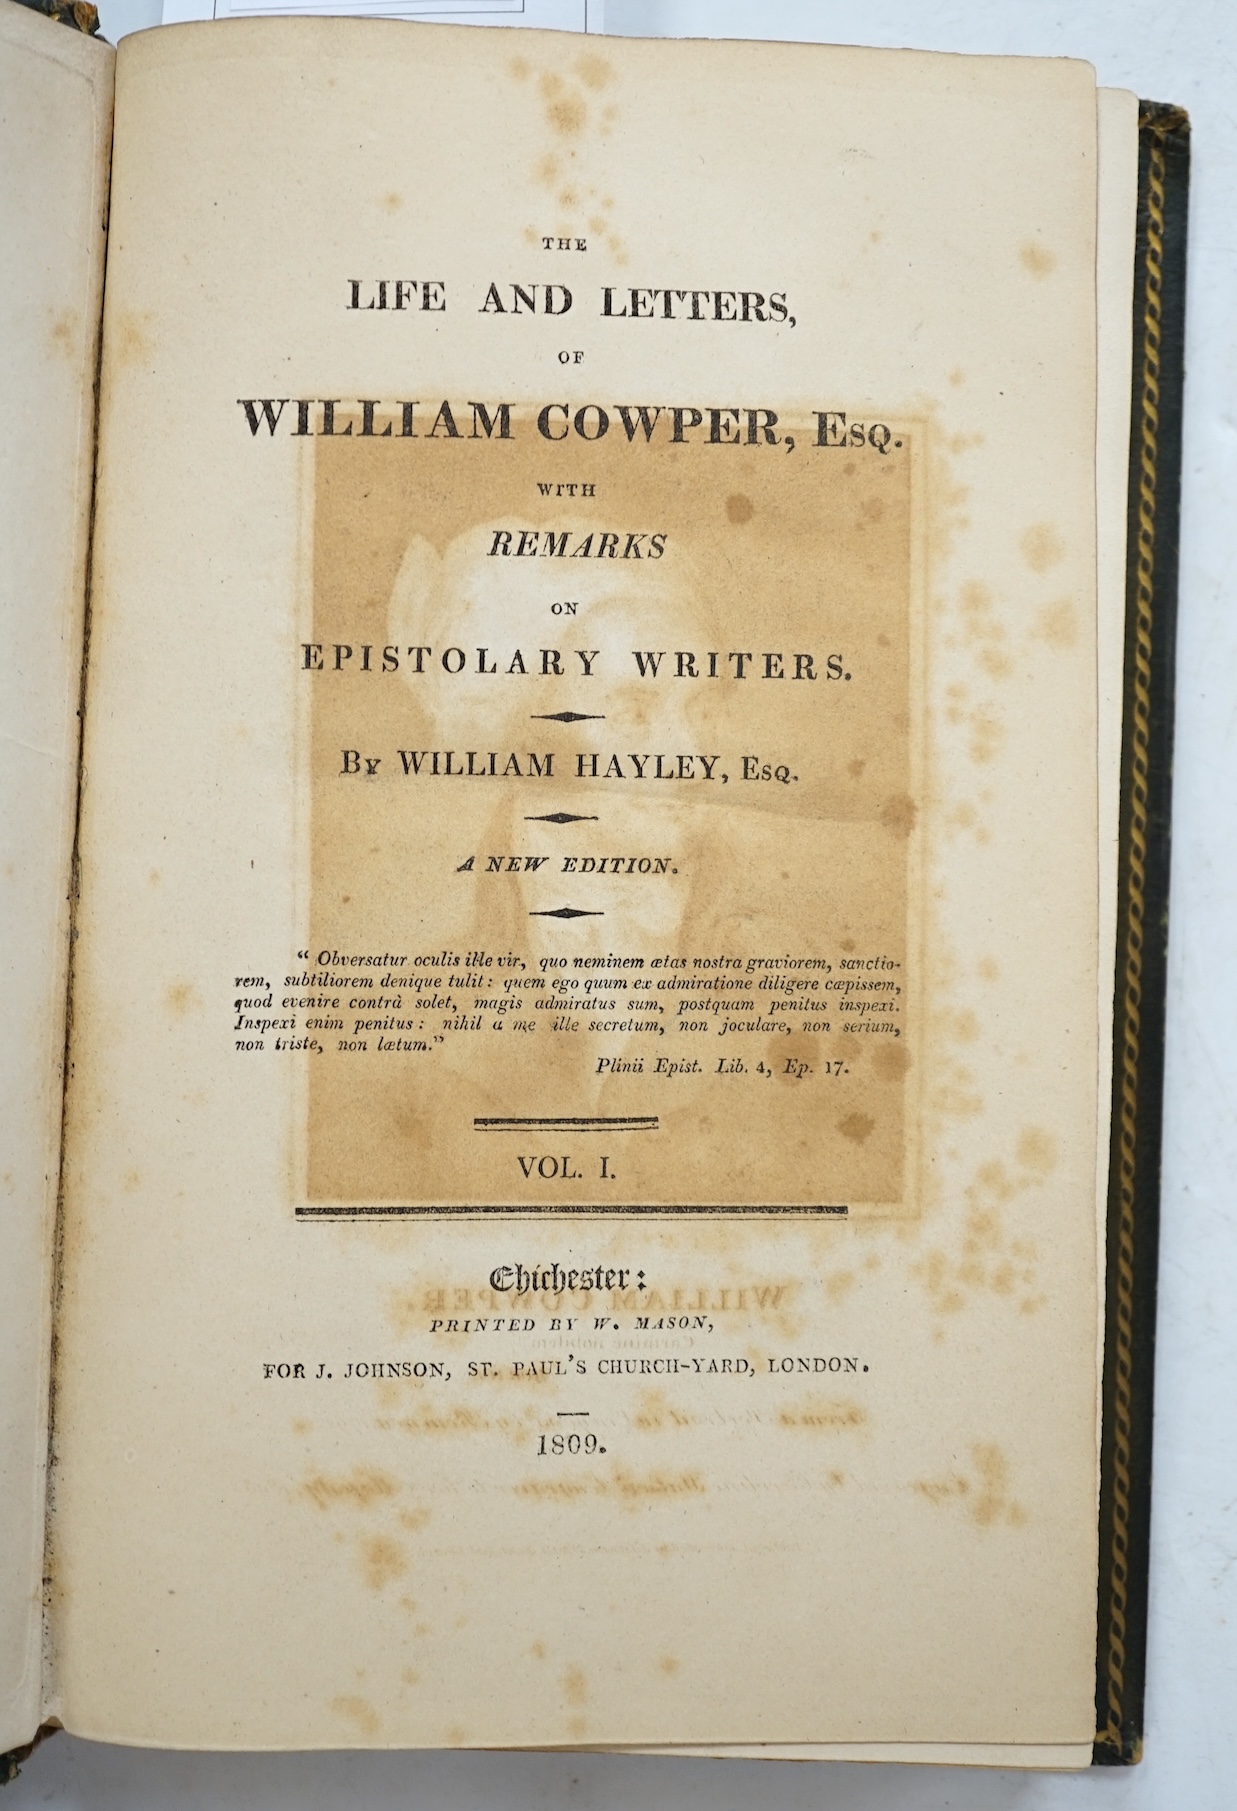 THE
LIFE AND LETTERS,
OF
WILLIAM COWPER, Esq.
WITH
REMARKS
ON
EPISTOLARY WRITERS.
By WILLIAM HAYLEY, Esq.
A NEW EDITION.
“ Obversatur oculis ille vir, quo neminem ætas nostra graviorem, sanctio-
rem, subtiliorem denique tulit: quem ego quum ex admiratione diligere cœpissem,
quod evenire contrà solet, magis admiratus sum, postquam penitus inspexi.
Inspexi enim penitus: nihil a me ille secretum, non joculare, non serium,
non triste, non lætum.”
Plinii Epist. Lib. 4, Ep. 17.
VOL. I.
Chichester:
PRINTED BY W. MASON,
FOR J. JOHNSON, ST. PAUL'S CHURCH-YARD, LONDON.
1809.
WILLIAM COWPER.